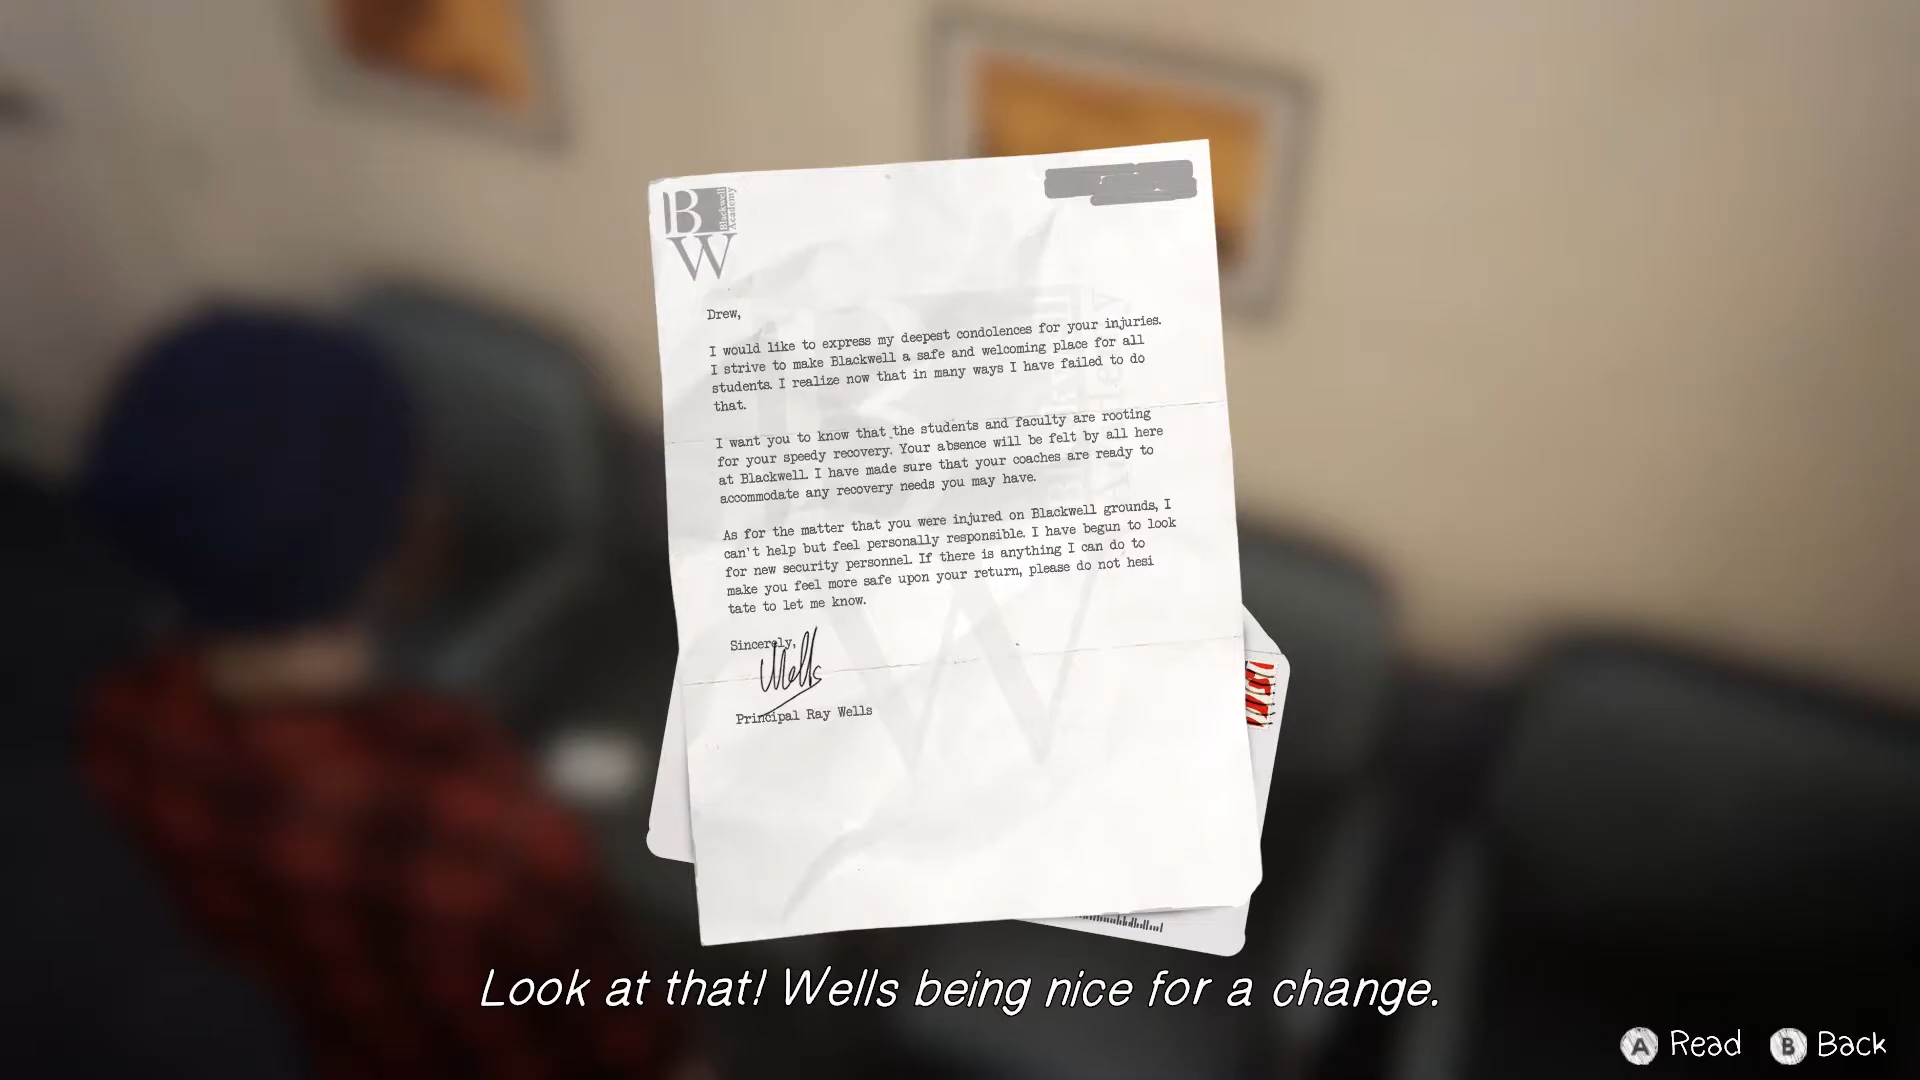 B
Blackwell
Academy
W
Drew,
I would like to express my deepest condolences for your injuries.
I strive to make Blackwell a safe and welcoming place for all
students. I realize now that in many ways I have failed to do
that.
I want you to know that the students and faculty are rooting
for your speedy recovery. Your absence will be felt by all here
at Blackwell. I have made sure that your coaches are ready to
accommodate any recovery needs you may have.
As for the matter that you were injured on Blackwell grounds, I
can't help but feel personally responsible. I have begun to look
for new security personnel. If there is anything I can do to
make you feel more safe upon your return, please do not hesi
tate to let me know.
Sincerely,
Wells
Principal Ray Wells
Look at that! Wells being nice for a change.
A Read B Back